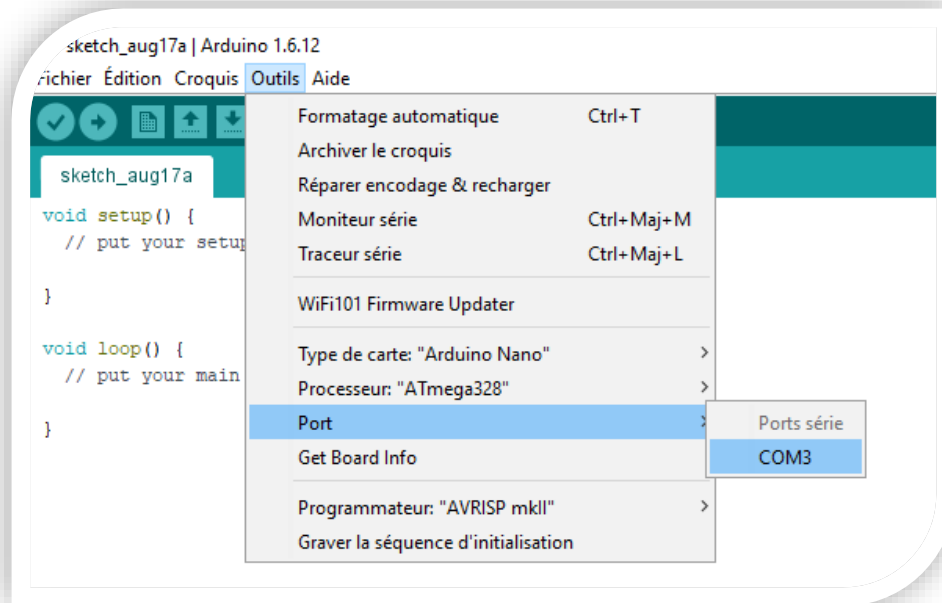 sketch_aug17a | Arduino 1.6.12
Fichier Édition Croquis Outils Aide
sketch_aug17a
void setup() {
// put your setup
}
void loop() {
// put your main
}
Formatage automatique Ctrl+T
Archiver le croquis
Réparer encodage & recharger
Moniteur série Ctrl+Maj+M
Traceur série Ctrl+Maj+L
WiFi101 Firmware Updater
Type de carte: "Arduino Nano"
Processeur: "ATmega328"
Port
Get Board Info
Programmateur: "AVRISP mkII"
Graver la séquence d'initialisation
Ports série
COM3